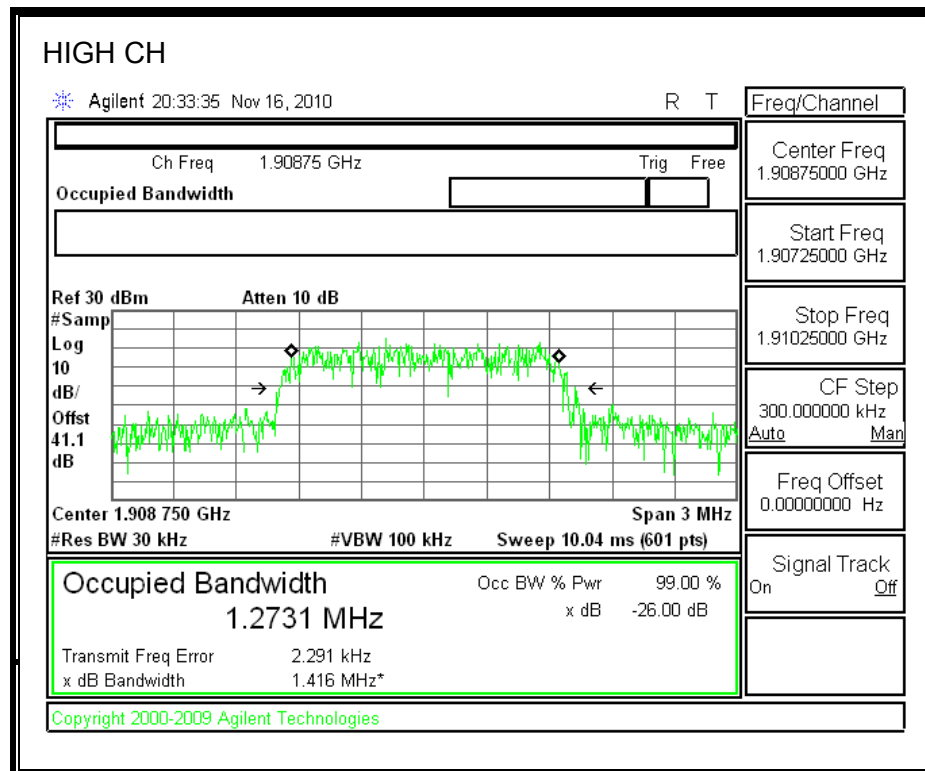 HIGH CH
Agilent 20:33:35 Nov 16, 2010 R T
Freq/Channel
Ch Freq 1.90875 GHz Trig Free
Occupied Bandwidth
Center Freq
1.90875000 GHz
Start Freq
1.90725000 GHz
Stop Freq
1.91025000 GHz
CF Step
300.000000 kHz
Auto Man
Freq Offset
0.00000000 Hz
Signal Track
On Off
Ref 30 dBm Atten 10 dB
#Samp
Log
10
dB/
Offst
41.1
dB
Center 1.908 750 GHz Span 3 MHz
#Res BW 30 kHz #VBW 100 kHz Sweep 10.04 ms (601 pts)
Occupied Bandwidth Occ BW % Pwr 99.00 %
1.2731 MHz x dB -26.00 dB
Transmit Freq Error 2.291 kHz
x dB Bandwidth 1.416 MHz*
Copyright 2000-2009 Agilent Technologies